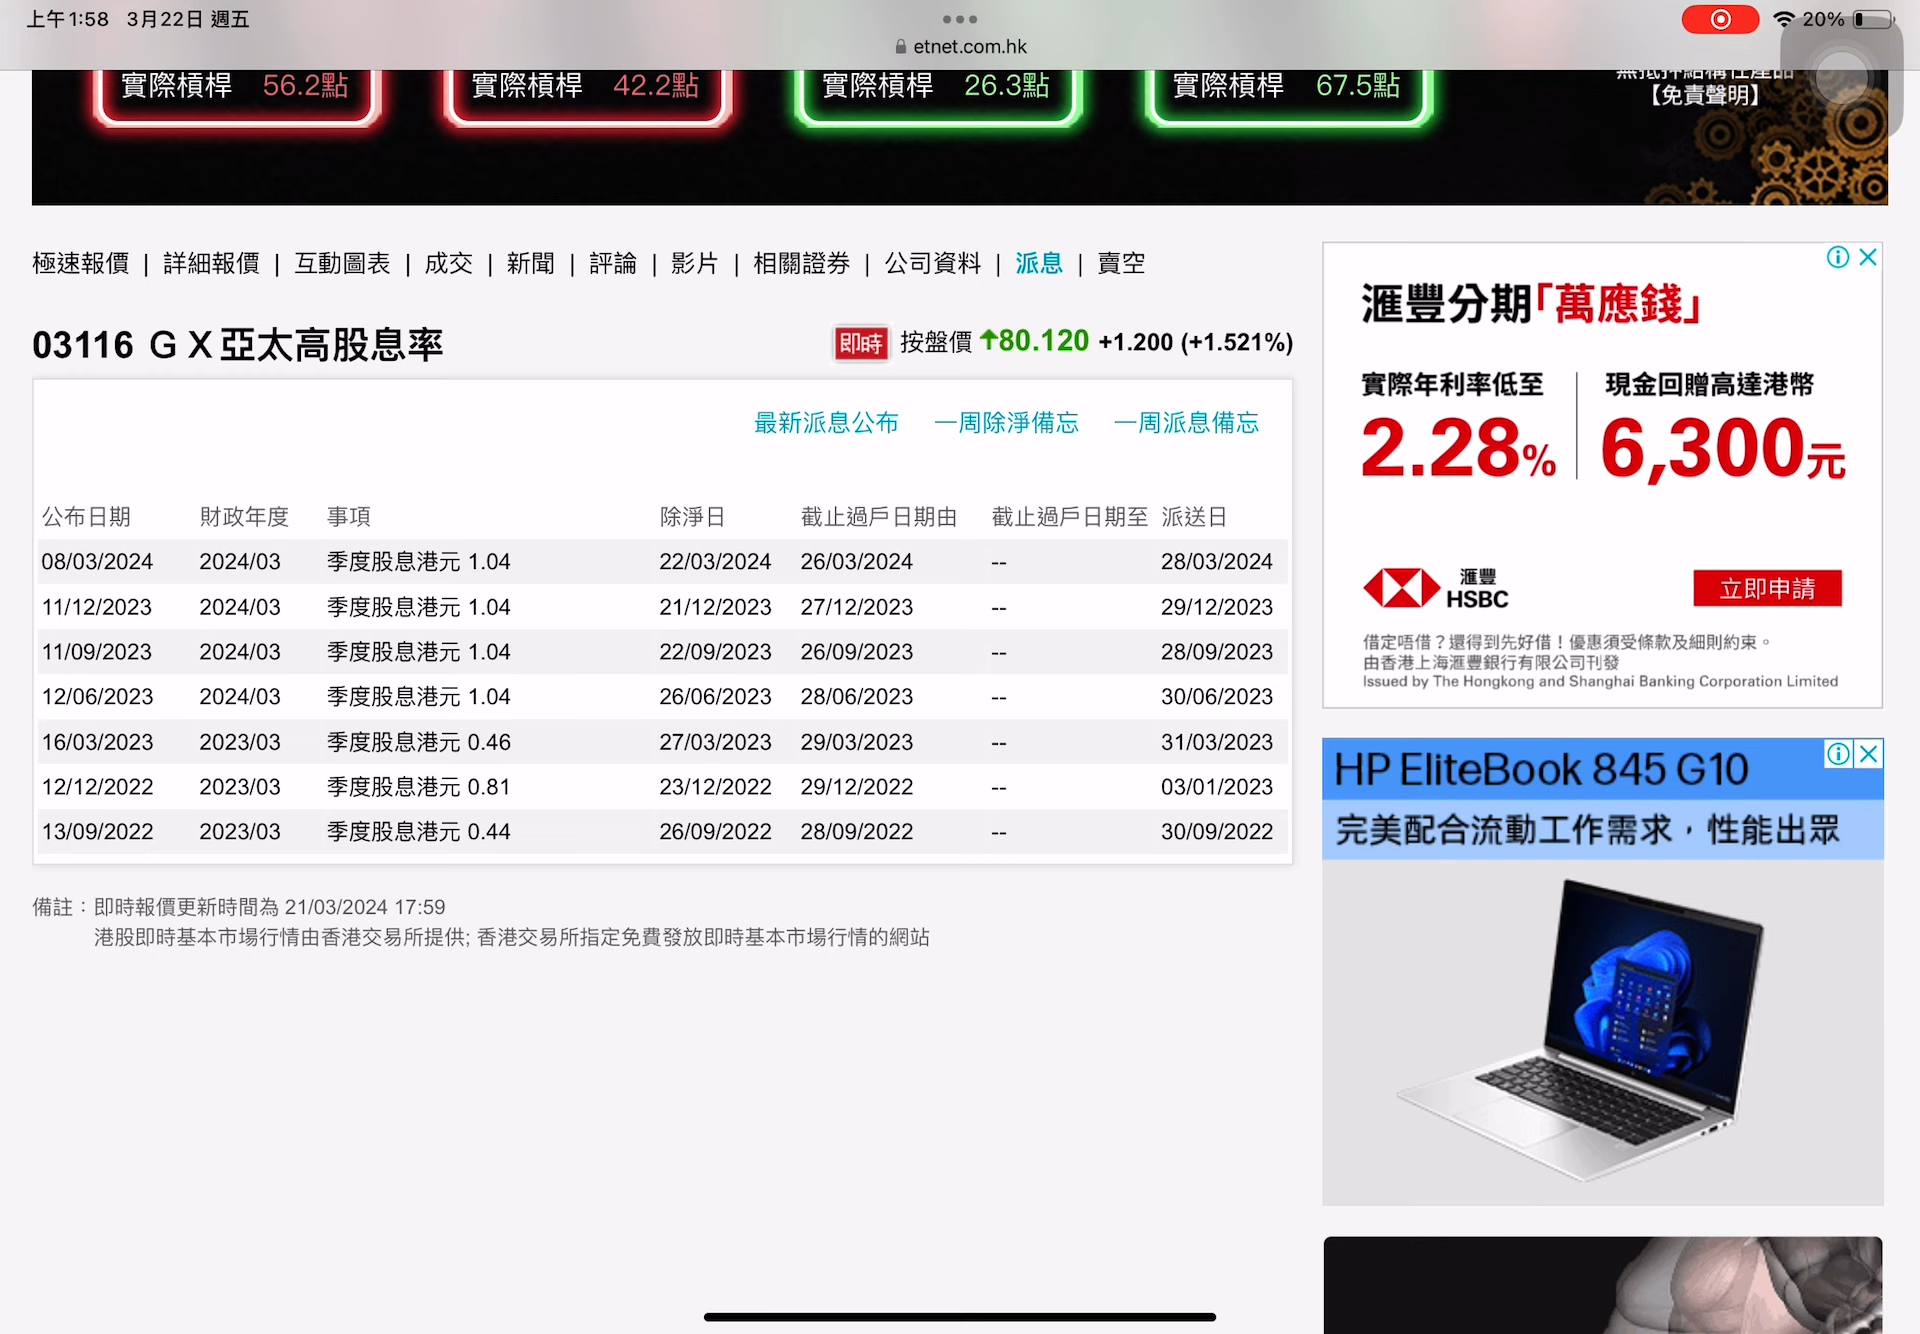 上午1:58 3月22日 週五
20%
etnet.com.hk
實際槓桿 56.2點
實際槓桿 42.2點
實際槓桿 26.3點
實際槓桿 67.5點
無抵押結構性產品
【免責聲明】
極速報價 | 詳細報價 | 互動圖表 | 成交 | 新聞 | 評論 | 影片 | 相關證券 | 公司資料 | 派息 | 賣空
03116 G X亞太高股息率
即時 按盤價 80.120 +1.200 (+1.521%)
最新派息公布 一周除淨備忘 一周派息備忘
公布日期 財政年度 事項 除淨日 截止過戶日期由 截止過戶日期至 派送日
08/03/2024 2024/03 季度股息港元 1.04 22/03/2024 26/03/2024 -- 28/03/2024
11/12/2023 2024/03 季度股息港元 1.04 21/12/2023 27/12/2023 -- 29/12/2023
11/09/2023 2024/03 季度股息港元 1.04 22/09/2023 26/09/2023 -- 28/09/2023
12/06/2023 2024/03 季度股息港元 1.04 26/06/2023 28/06/2023 -- 30/06/2023
16/03/2023 2023/03 季度股息港元 0.46 27/03/2023 29/03/2023 -- 31/03/2023
12/12/2022 2023/03 季度股息港元 0.81 23/12/2022 29/12/2022 -- 03/01/2023
13/09/2022 2023/03 季度股息港元 0.44 26/09/2022 28/09/2022 -- 30/09/2022
備註：即時報價更新時間為 21/03/2024 17:59
港股即時基本市場行情由香港交易所提供; 香港交易所指定免費發放即時基本市場行情的網站
滙豐分期「萬應錢」
實際年利率低至
2.28%
現金回贈高達港幣
6,300元
滙豐
HSBC
立即申請
借定唔借？還得到先好借！優惠須受條款及細則約束。
由香港上海滙豐銀行有限公司刊發
Issued by The Hongkong and Shanghai Banking Corporation Limited
HP EliteBook 845 G10
完美配合流動工作需求，性能出眾